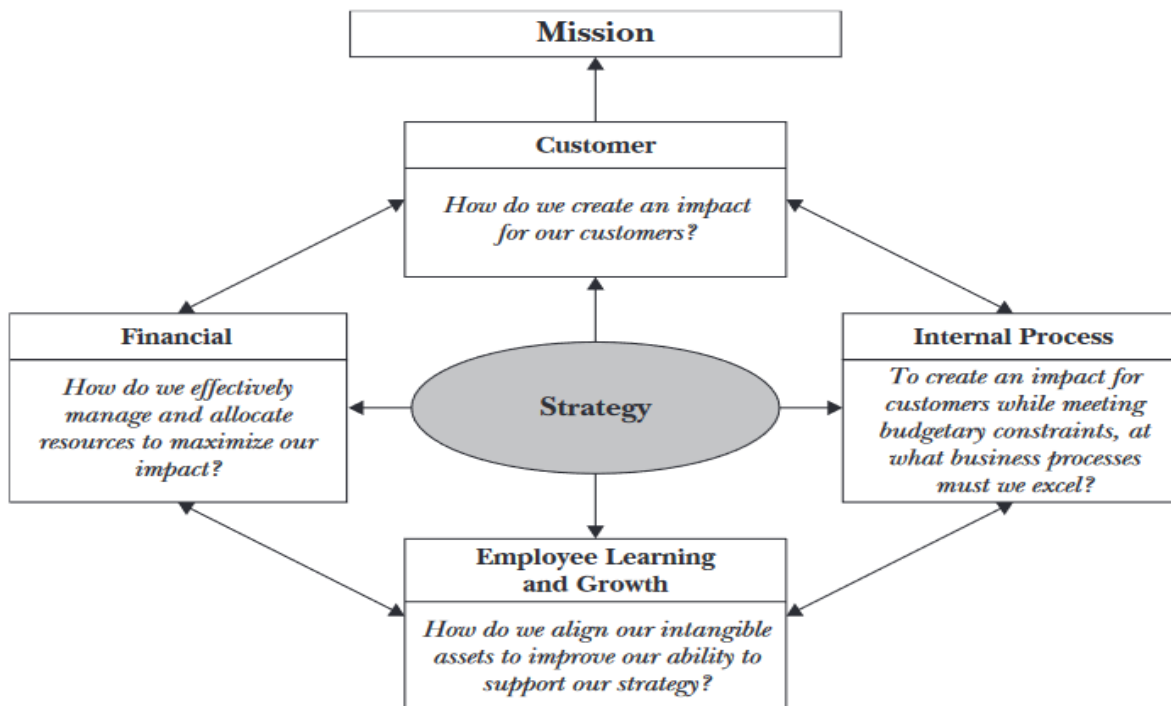 Mission
Customer
How do we create an impact
for our customers?
Financial
How do we effectively
manage and allocate
resources to maximize our
impact?
Strategy
Internal Process
To create an impact for
customers while meeting
budgetary constraints, at
what business processes
must we excel?
Employee Learning
and Growth
How do we align our intangible
assets to improve our ability to
support our strategy?